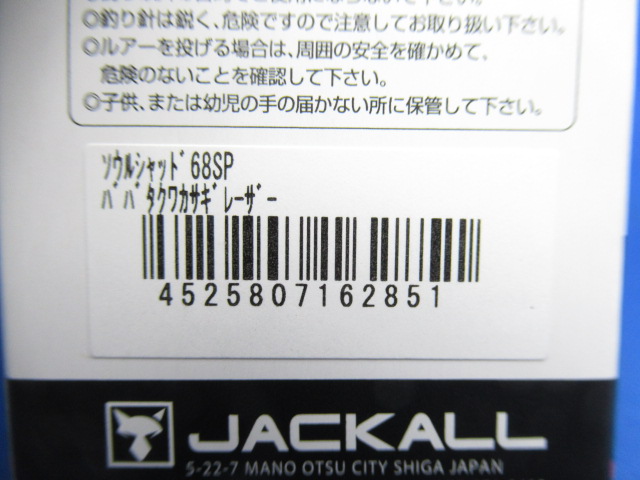 ◎釣り針は鋭く、危険ですので注意してお取り扱い下さい。
◎ルアーを投げる場合は、周囲の安全を確かめて、
危険のないことを確認して下さい。
◎子供、または幼児の手の届かない所に保管して下さい。
ソウルシャッド68SP
ババタクワカサギレーザー
4525807162851
JACKALL
5-22-7 MANO OTSU CITY SHIGA JAPAN